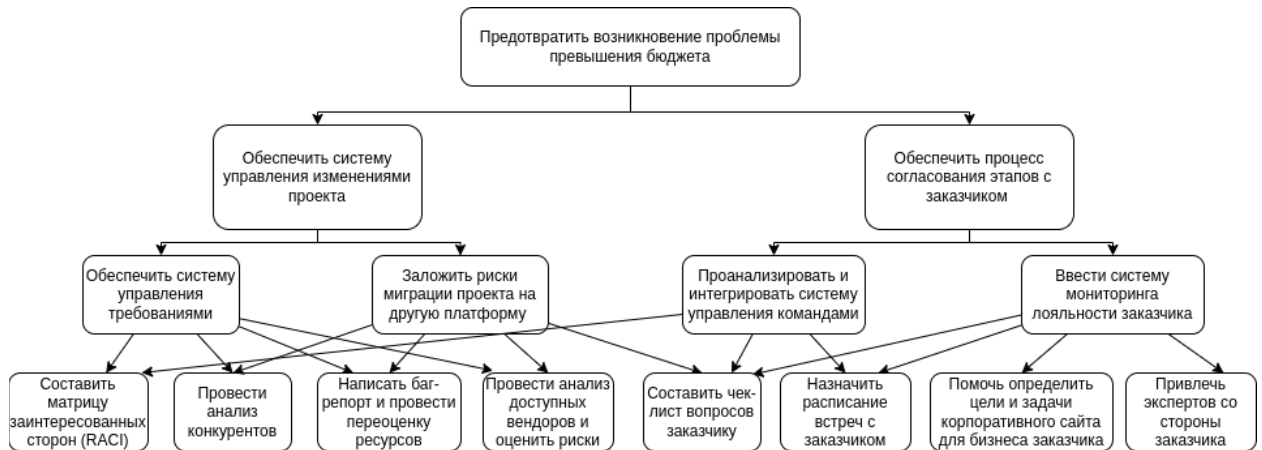 Предотвратить возникновение проблемы
превышения бюджета
Обеспечить систему
управления изменениями
проекта
Обеспечить процесс
согласования этапов с
заказчиком
Обеспечить систему
управления
требованиями
Заложить риски
миграции проекта на
другую платформу
Проанализировать и
интегрировать систему
управления командами
Ввести систему
мониторинга
лояльности заказчика
Составить
матрицу
заинтересованных
сторон (RACI)
Провести
анализ
конкурентов
Написать баг-
репорт и провести
переоценку
ресурсов
Провести анализ
доступных
вендоров и
оценить риски
Составить чек-
лист вопросов
заказчику
Назначить
расписание
встреч с
заказчиком
Помочь определить
цели и задачи
корпоративного сайта
для бизнеса заказчика
Привлечь
экспертов со
стороны
заказчика